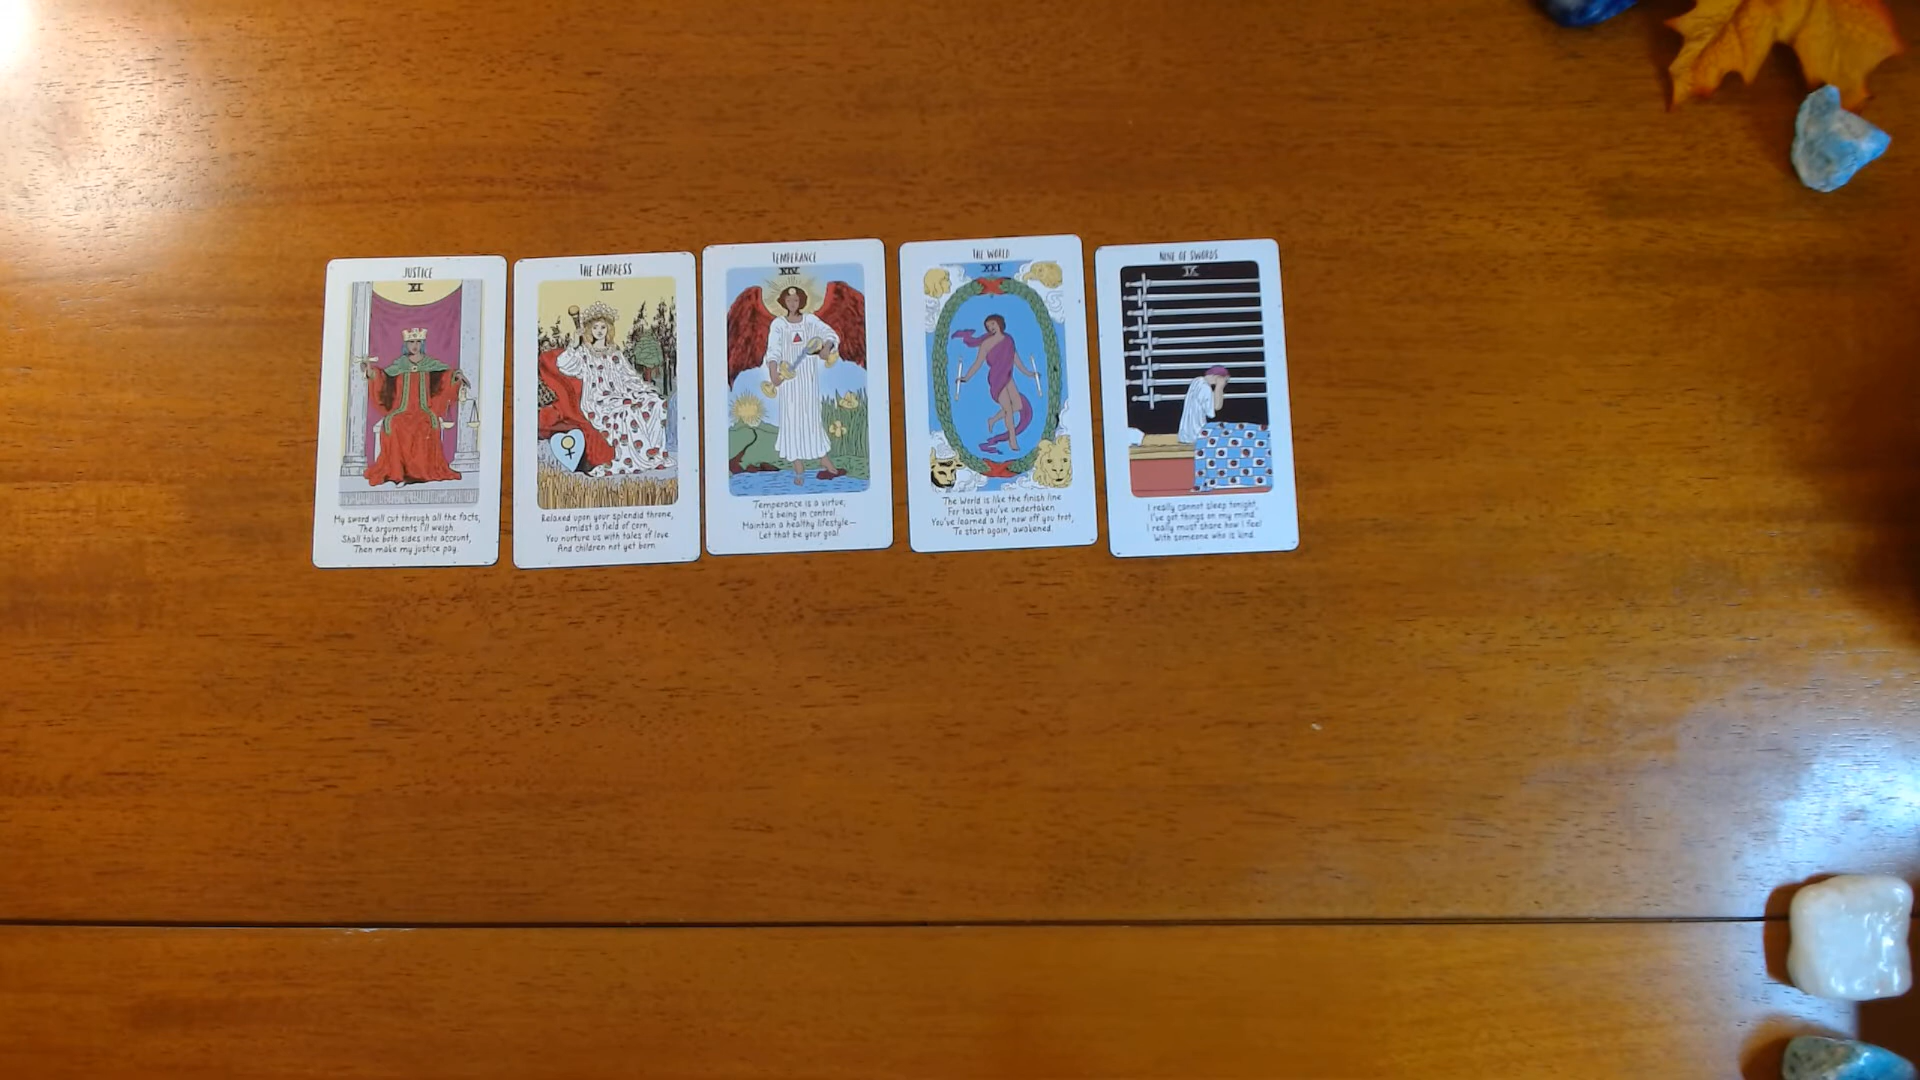 JUSTICE
XI
My sword will cut through all the facts,
The arguments I'll weigh.
Shall take both sides into account,
Then make my justice pay.
THE EMPRESS
III
Relaxed upon your splendid throne,
amidst a field of corn,
You nurture us with tales of love
And children not yet born.
TEMPERANCE
XIV
Temperance is a virtue,
It's being in control.
Maintain a healthy lifestyle—
Let that be your goal
THE WORLD
XXI
The World is like the finish line
For tasks you've undertaken.
You've learned a lot, now off you trot,
To start again, awakened.
NINE OF SWORDS
IX
I really cannot sleep tonight,
I've got things on my mind.
I really must share how I feel
With someone who is kind.